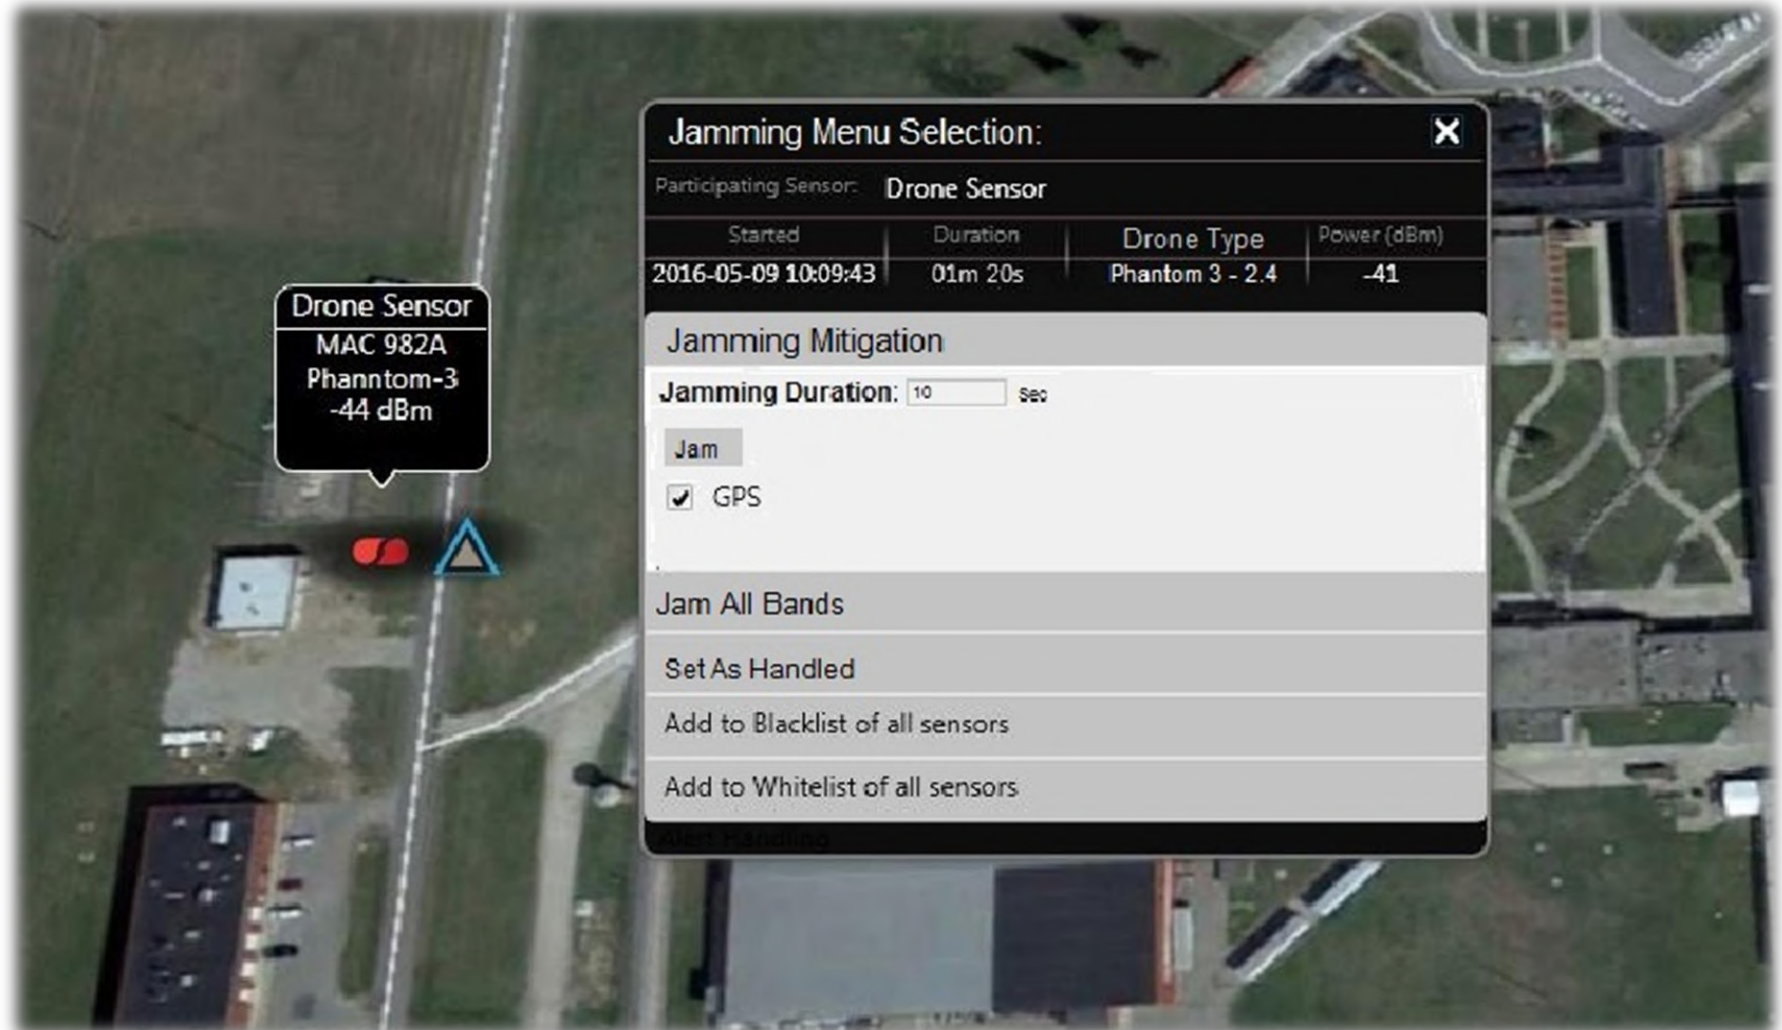 Jamming Menu Selection:
Participating Sensor: Drone Sensor
Started Duration Drone Type Power (dBm)
2016-05-09 10:09:43 01m 20s Phantom 3 - 2.4 -41
Drone Sensor
MAC 982A
Phanntom-3
-44 dBm
Jamming Mitigation
Jamming Duration: 10 Sec
Jam
GPS
Jam All Bands
Set As Handled
Add to Blacklist of all sensors
Add to Whitelist of all sensors
Alert Handling